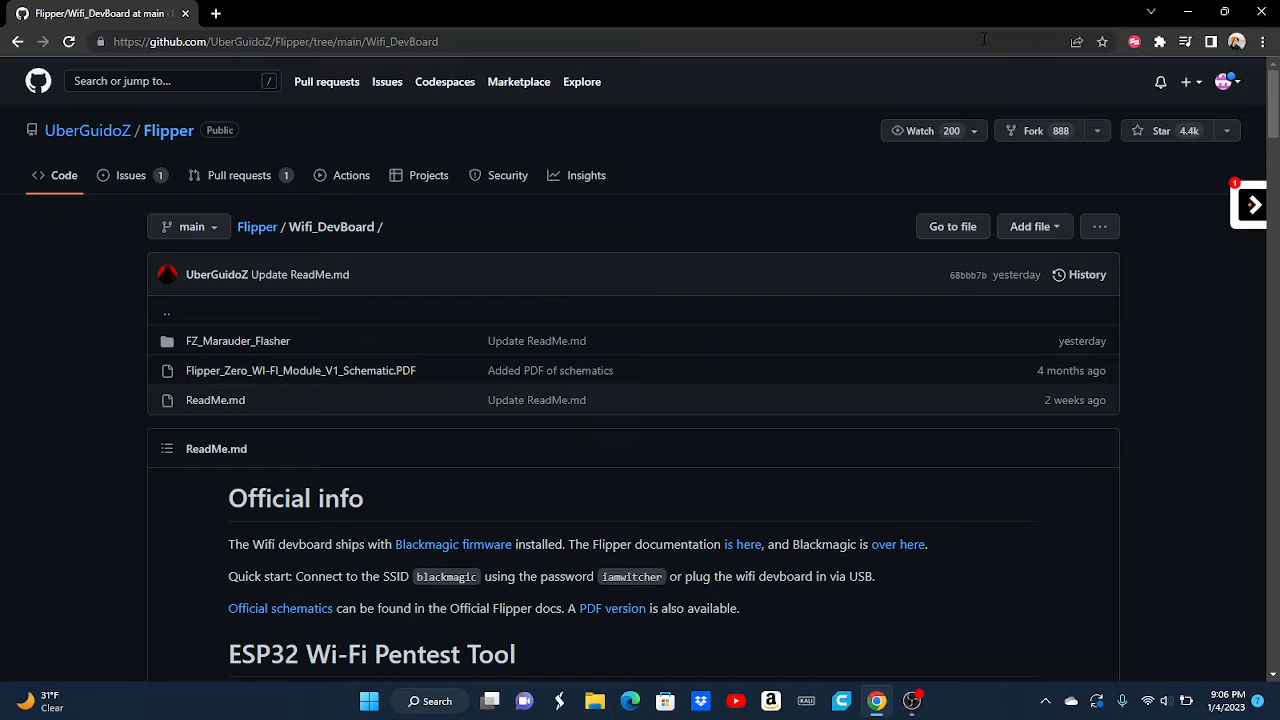 Flipper/Wifi_DevBoard at main · U
https://github.com/UberGuidoZ/Flipper/tree/main/Wifi_DevBoard
Search or jump to... /
Pull requests Issues Codespaces Marketplace Explore
UberGuidoZ / Flipper Public
Watch 200 Fork 888 Star 4.4k
Code Issues 1 Pull requests 1 Actions Projects Security Insights
1
main Flipper / Wifi_DevBoard / Go to file Add file ...
UberGuidoZ Update ReadMe.md 68bbb7b yesterday History
..
FZ_Marauder_Flasher Update ReadMe.md yesterday
Flipper_Zero_WI-FI_Module_V1_Schematic.PDF Added PDF of schematics 4 months ago
ReadMe.md Update ReadMe.md 2 weeks ago
ReadMe.md
Official info
The Wifi devboard ships with Blackmagic firmware installed. The Flipper documentation is here, and Blackmagic is over here.
Quick start: Connect to the SSID blackmagic using the password iamwitcher or plug the wifi devboard in via USB.
Official schematics can be found in the Official Flipper docs. A PDF version is also available.
ESP32 Wi-Fi Pentest Tool
31°F
Clear
Search
KALI
9:06 PM
1/4/2023
7